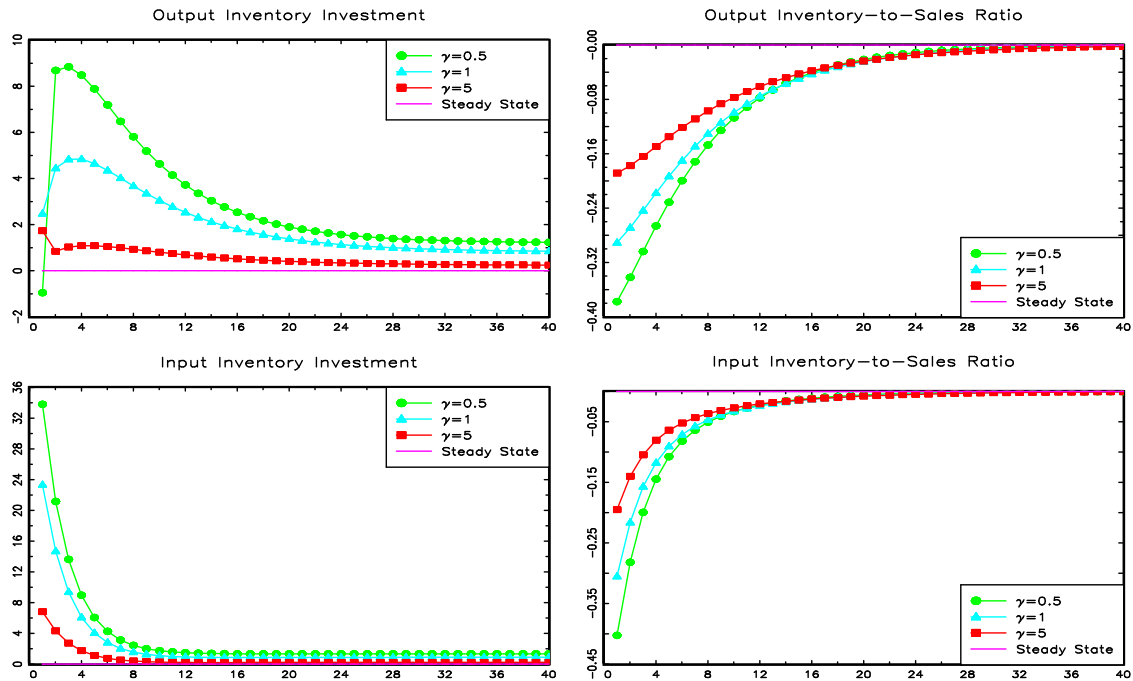 Output Inventory Investment
10
8
6
4
2
0
−2
0 4 8 12 16 20 24 28 32 36 40
γ=0.5
γ=1
γ=5
Steady State
Output Inventory−to−Sales Ratio
−0.00
−0.08
−0.16
−0.24
−0.32
−0.40
0 4 8 12 16 20 24 28 32 36 40
γ=0.5
γ=1
γ=5
Steady State
Input Inventory Investment
36
32
28
24
20
16
12
8
4
0
0 4 8 12 16 20 24 28 32 36 40
γ=0.5
γ=1
γ=5
Steady State
Input Inventory−to−Sales Ratio
−0.05
−0.15
−0.25
−0.35
−0.45
0 4 8 12 16 20 24 28 32 36 40
γ=0.5
γ=1
γ=5
Steady State